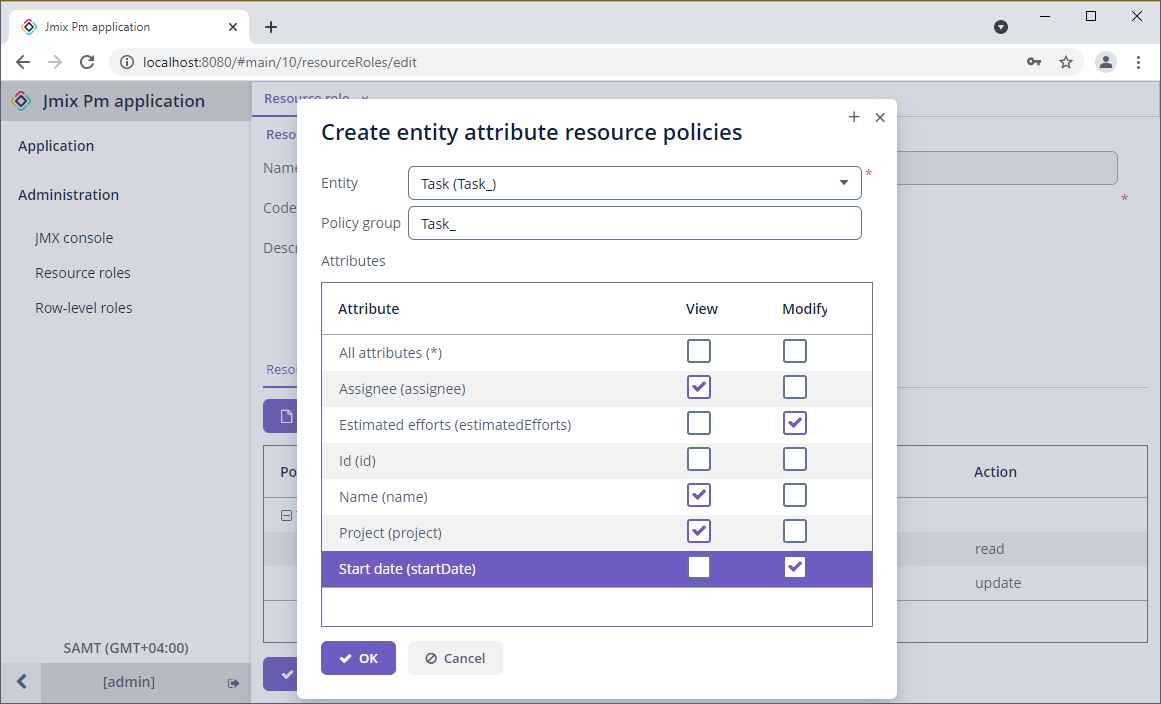 Jmix Pm application
localhost:8080/#main/10/resourceRoles/edit
Jmix Pm application
Application
Administration
JMX console
Resource roles
Row-level roles
SAMT (GMT+04:00)
[admin]
Resource role
Create entity attribute resource policies
Entity
Task (Task_)
*
Policy group
Task_
Attributes
Attribute View Modify
All attributes (*)
Assignee (assignee)
Estimated efforts (estimatedEfforts)
Id (id)
Name (name)
Project (project)
Start date (startDate)
OK
Cancel
Reso
Name
Code
*
Descr
Reso
Po
Action
read
update